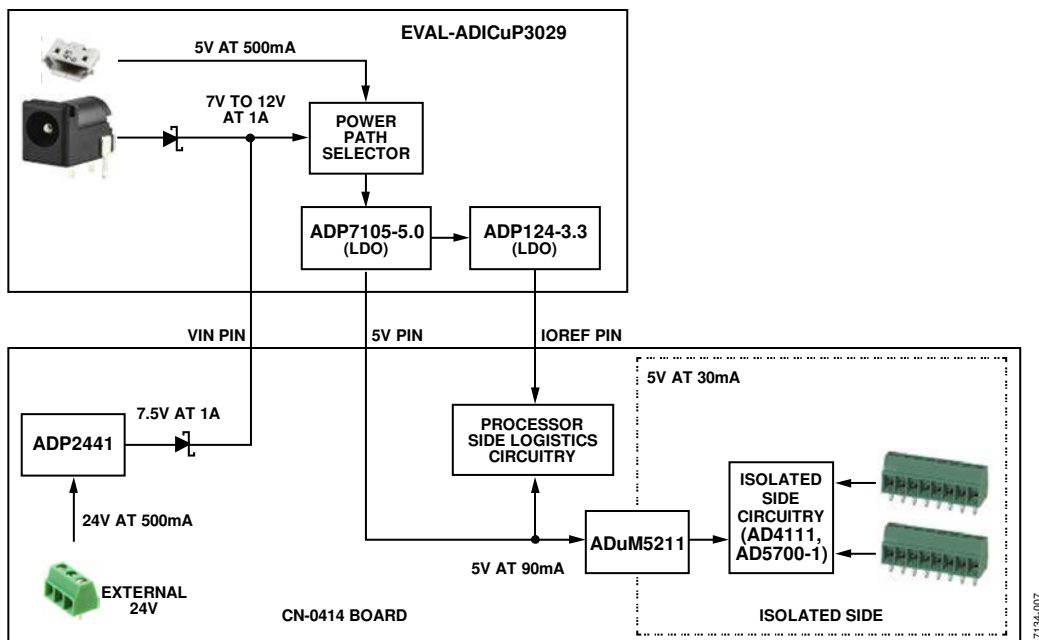 EVAL-ADICuP3029
5V AT 500mA
7V TO 12V
AT 1A
POWER
PATH
SELECTOR
ADP7105-5.0
(LDO)
ADP124-3.3
(LDO)
VIN PIN
5V PIN
IOREF PIN
5V AT 30mA
7.5V AT 1A
ADP2441
PROCESSOR
SIDE LOGISTICS
CIRCUITRY
ISOLATED
SIDE
CIRCUITRY
(AD4111,
AD5700-1)
24V AT 500mA
ADuM5211
5V AT 90mA
EXTERNAL
24V
CN-0414 BOARD
ISOLATED SIDE
7134-007